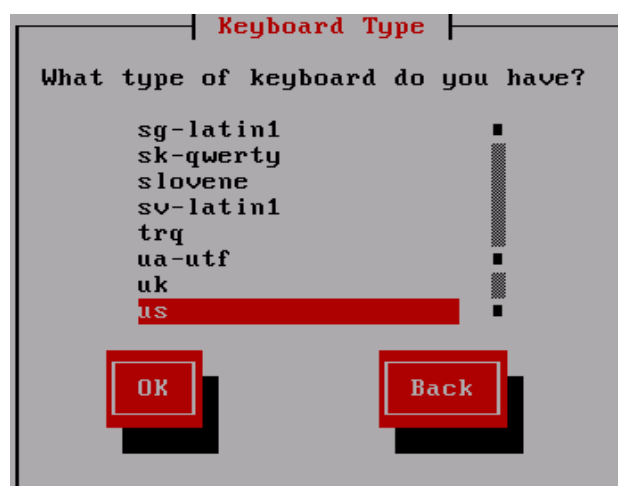 Keyboard Type
What type of keyboard do you have?
sg-latin1
sk-qwerty
slovene
sv-latin1
trq
ua-utf
uk
us
OK Back